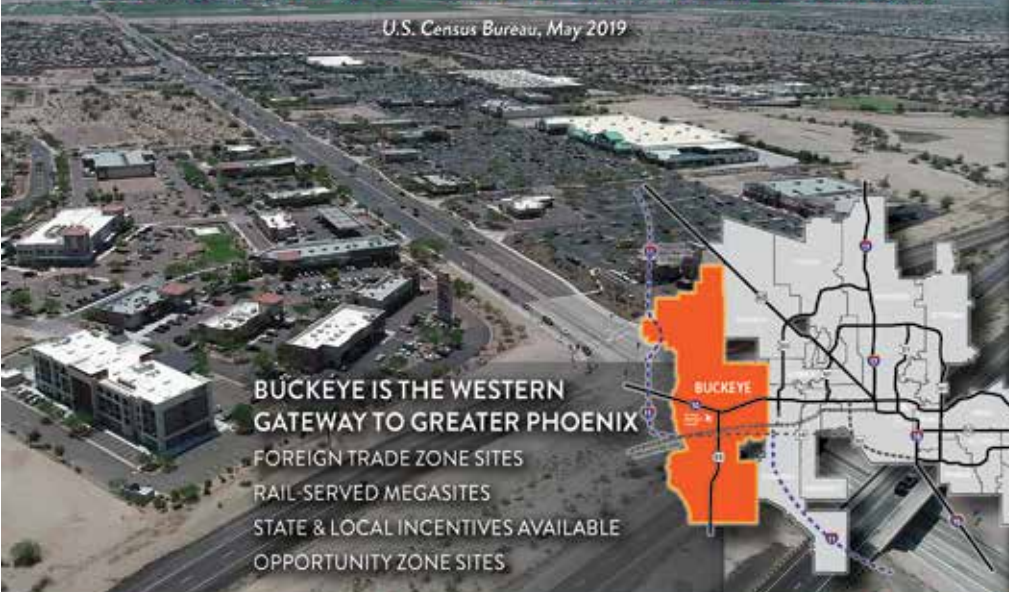 U.S. Census Bureau, May 2019
BUCKEYE IS THE WESTERN
GATEWAY TO GREATER PHOENIX
FOREIGN TRADE ZONE SITES
RAIL-SERVED MEGASITES
STATE & LOCAL INCENTIVES AVAILABLE
OPPORTUNITY ZONE SITES
BUCKEYE